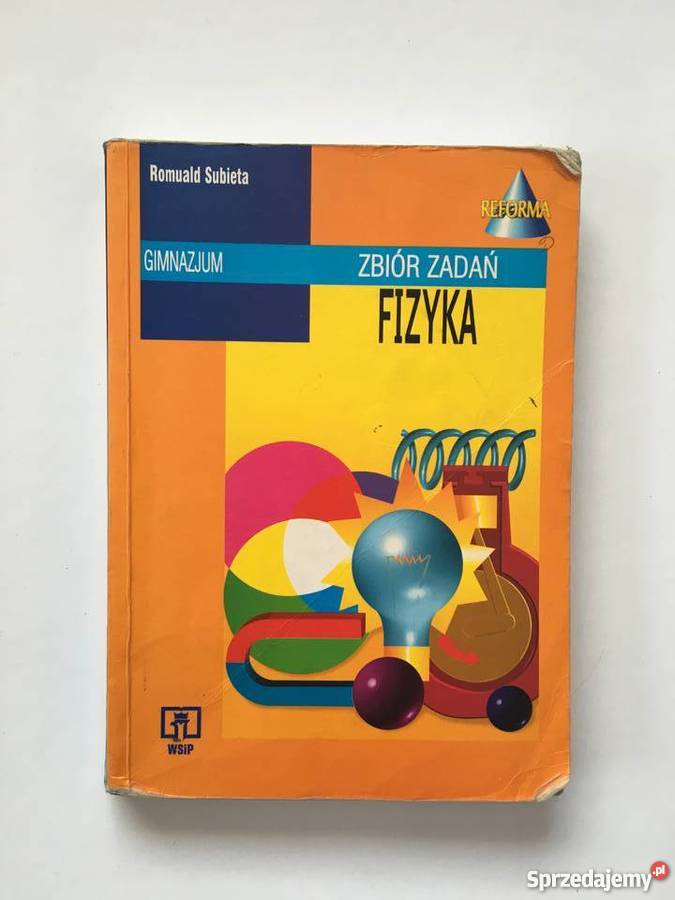 Romuald Subieta
REFORMA
GIMNAZJUM
ZBIÓR ZADAŃ
FIZYKA
WSiP
Sprzedajemy.pl